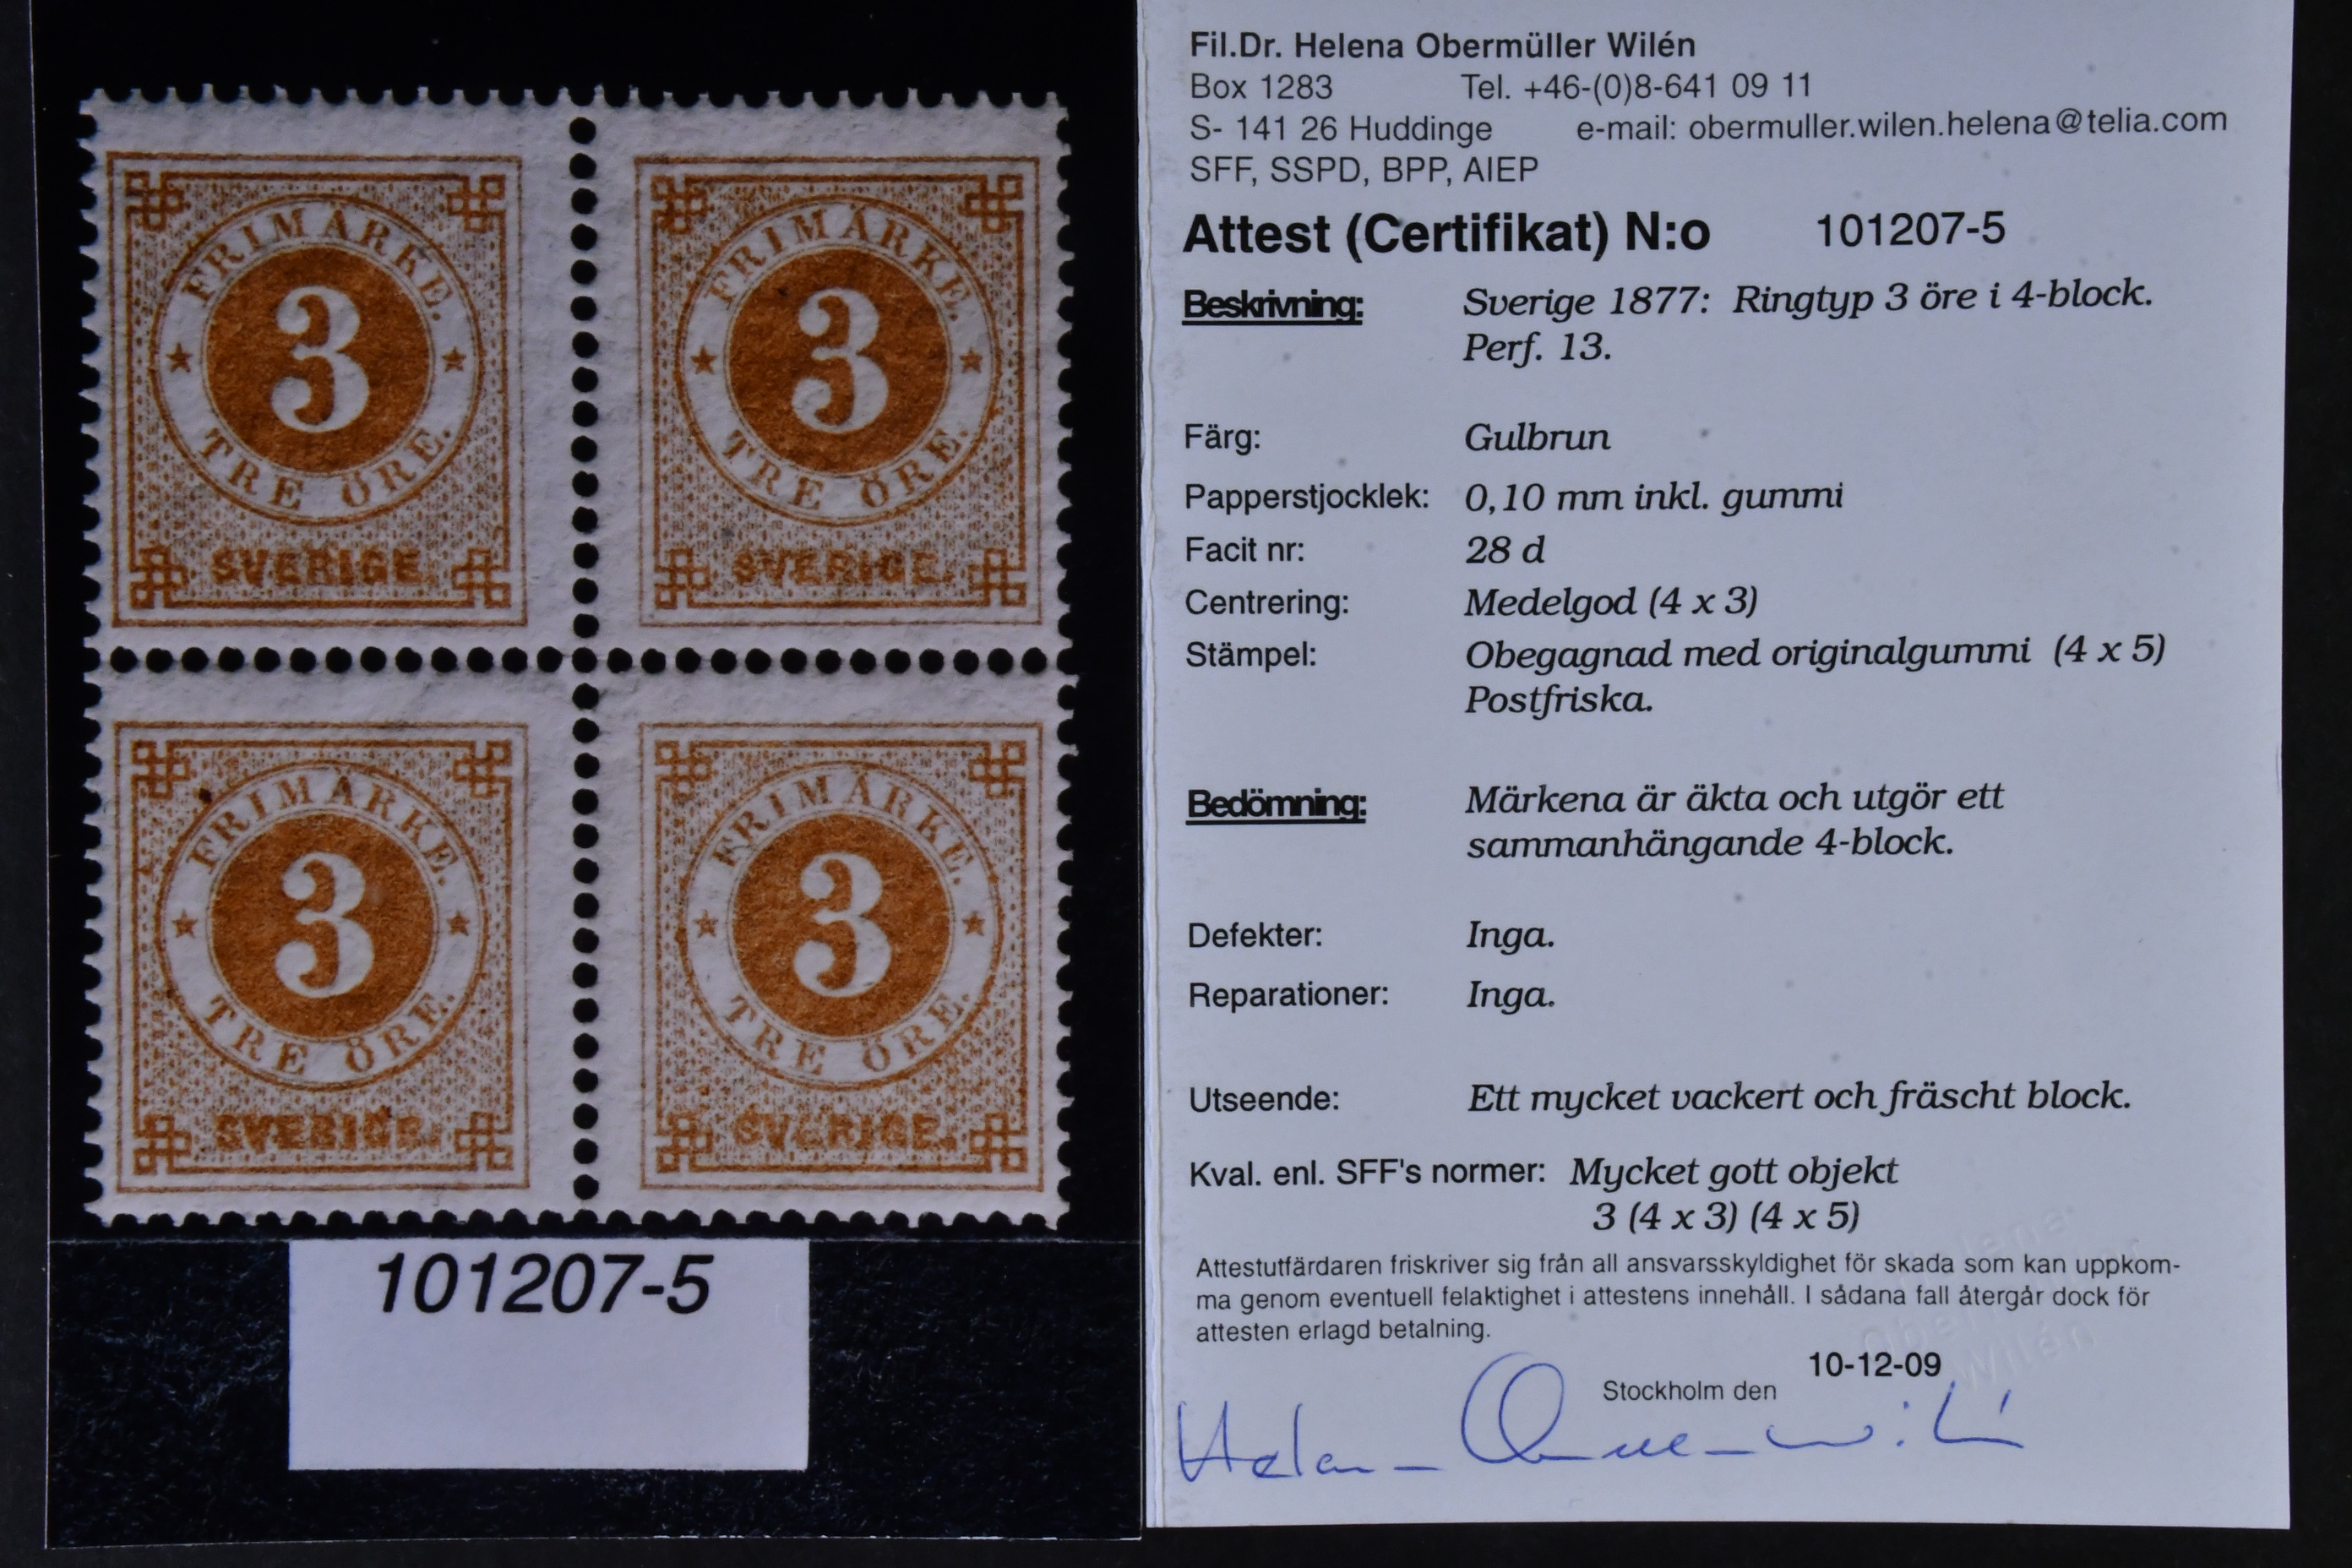 FRIMÄRKE. FRIMÄRKE.
3 3
TRE ÖRE. TRE ÖRE.
SVERIGE. SVERIGE.
FRIMÄRKE. FRIMÄRKE.
3 3
TRE ÖRE. TRE ÖRE.
SVERIGE. SVERIGE.
101207-5
Fil.Dr. Helena Obermüller Wilén
Box 1283 Tel. +46-(0)8-641 09 11
S- 141 26 Huddinge e-mail: obermuller.wilen.helena@telia.com
SFF, SSPD, BPP, AIEP
Attest (Certifikat) N:o 101207-5
Beskrivning: Sverige 1877: Ringtyp 3 öre i 4-block.
Perf. 13.
Färg: Gulbrun
Papperstjocklek: 0,10 mm inkl. gummi
Facit nr: 28 d
Centrering: Medelgod (4 x 3)
Stämpel: Obegagnad med originalgummi (4 x 5)
Postfriska.
Bedömning: Märkena är äkta och utgör ett
sammanhängande 4-block.
Defekter: Inga.
Reparationer: Inga.
Utseende: Ett mycket vackert och fräscht block.
Kval. enl. SFF's normer: Mycket gott objekt
3 (4 x 3) (4 x 5)
Attestutfärdaren friskriver sig från all ansvarsskyldighet för skada som kan uppkom-
ma genom eventuell felaktighet i attestens innehåll. I sådana fall återgår dock för
attesten erlagd betalning.
10-12-09
Stockholm den